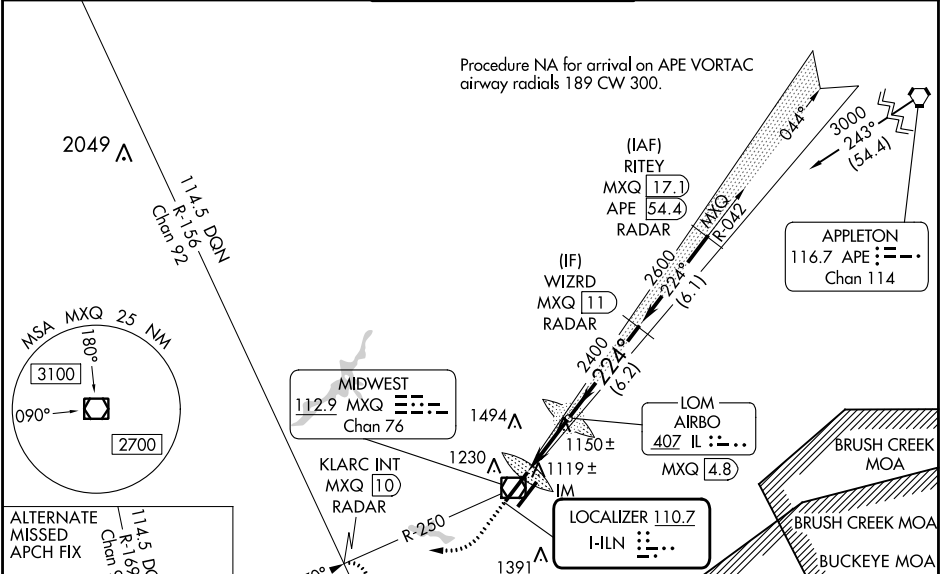 Procedure NA for arrival on APE VORTAC
airway radials 189 CW 300.
2049
114.5 DQN
R-156
Chan 92
(IAF)
RITEY
MXQ 17.1
APE 54.4
RADAR
044°
3000
243°
(54.4)
MXQ
R-042
APPLETON
116.7 APE
Chan 114
(IF)
WIZRD
MXQ 11
RADAR
2600
224°
(6.1)
2400
224°
(6.2)
MSA MXQ 25 NM
180°
3100
090°
2700
MIDWEST
112.9 MXQ
Chan 76
1494
1150±
LOM
AIRBO
407 IL
MXQ 4.8
1230
1119±
IM
KLARC INT
MXQ 10
RADAR
R-250
LOCALIZER 110.7
I-ILN
1391
BRUSH CREEK
MOA
BRUSH CREEK MOA
BUCKEYE MOA
ALTERNATE
MISSED
APCH FIX